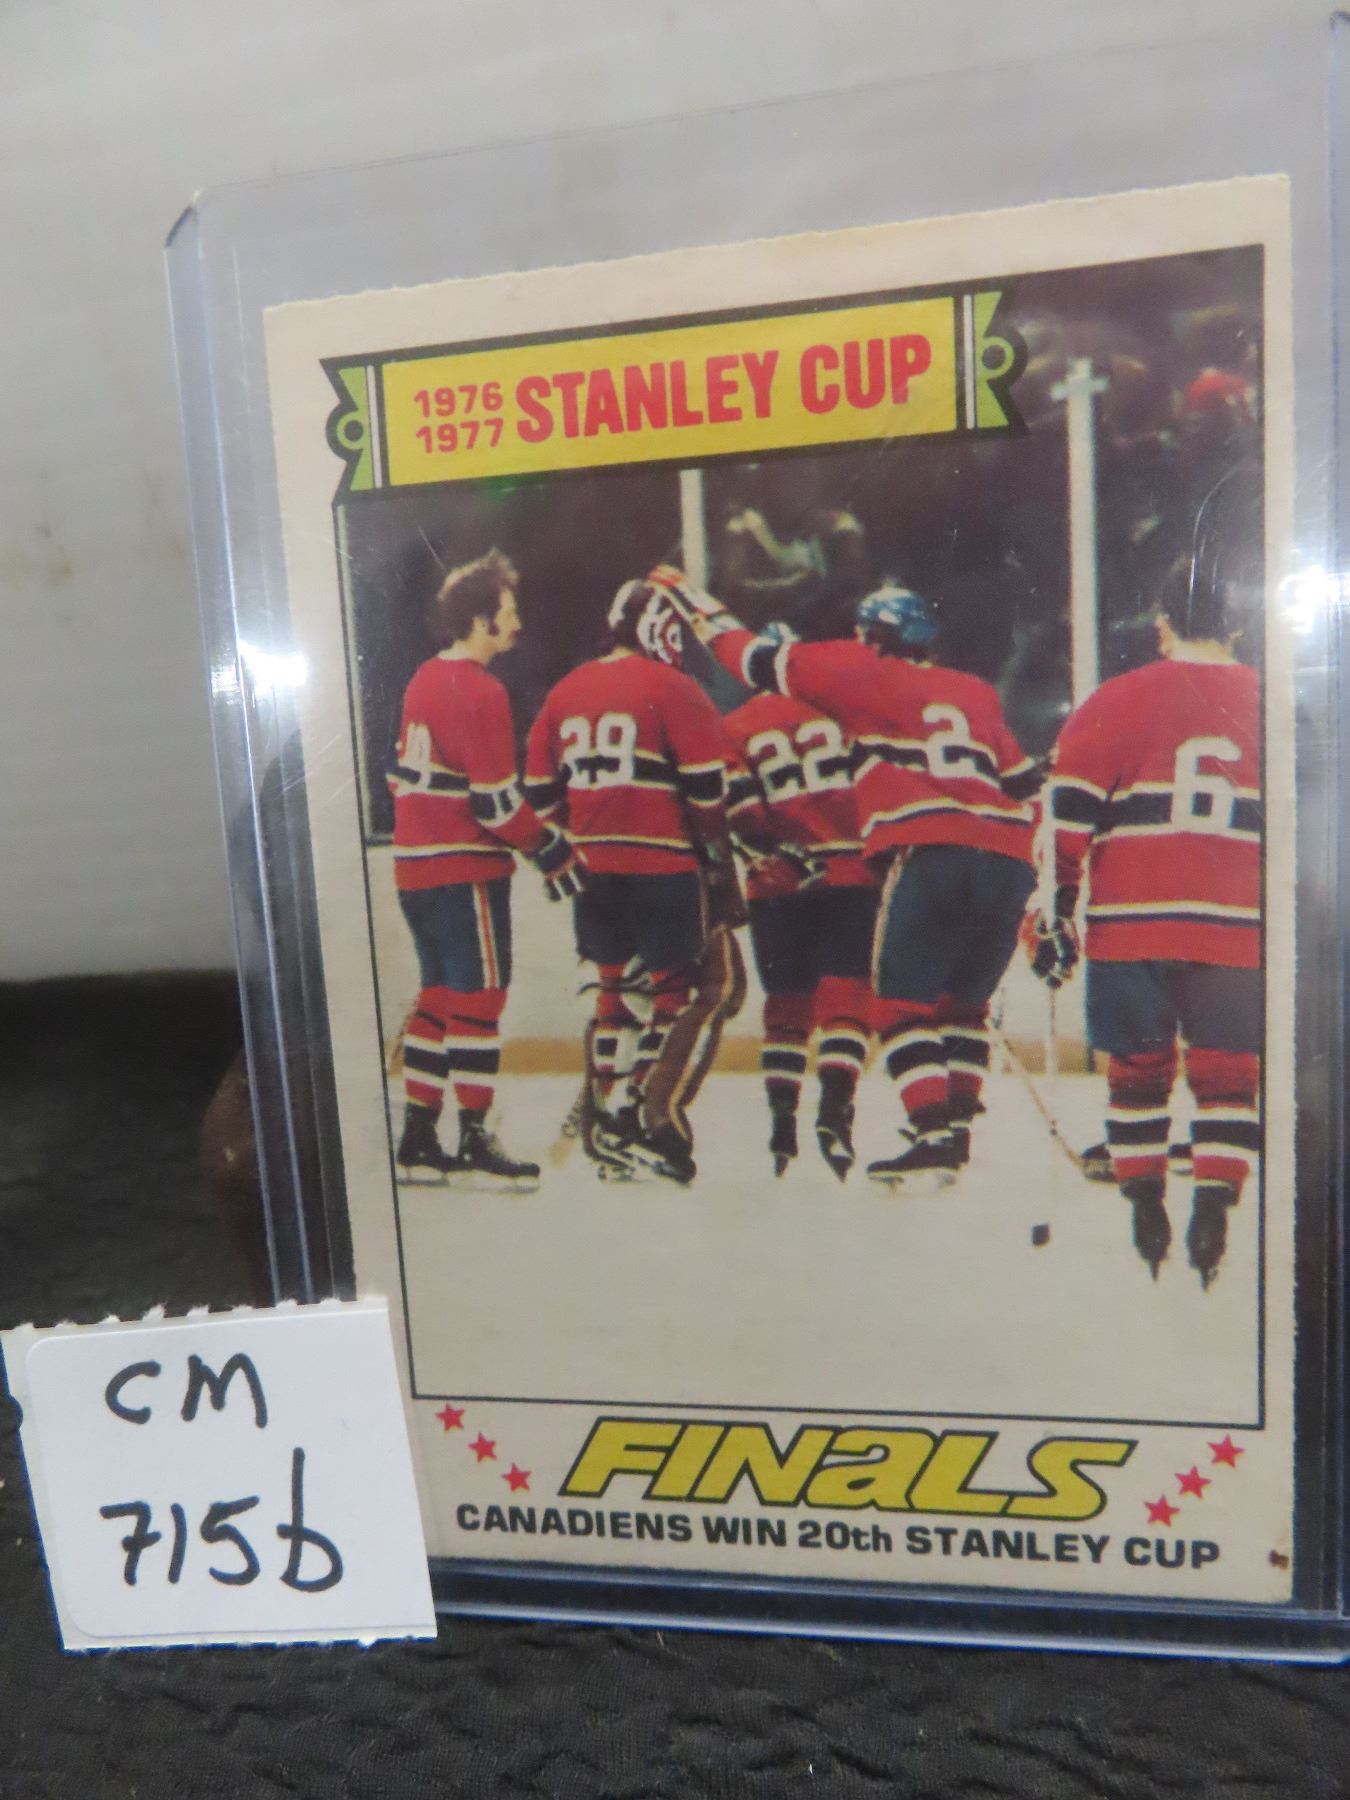 1976
1977 STANLEY CUP
29
22
2
6
FINALS
CANADIENS WIN 20th STANLEY CUP
CM
715b